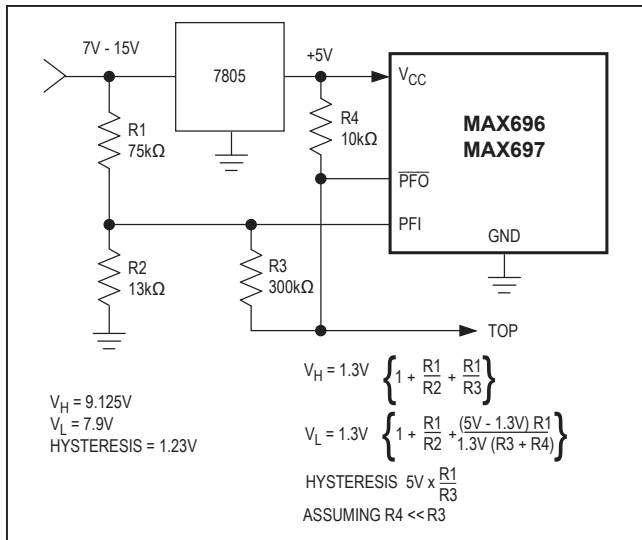 7V - 15V
7805
+5V
VCC
R4
10kΩ
MAX696
MAX697
R1
75kΩ
PFO
PFI
GND
R2
13kΩ
R3
300kΩ
TOP
VH = 1.3V {1 + R1/R2 + R1/R3}
VH = 9.125V
VL = 7.9V
HYSTERESIS = 1.23V
VL = 1.3V {1 + R1/R2 + (5V - 1.3V) R1/1.3V (R3 + R4)}
HYSTERESIS 5V x R1/R3
ASSUMING R4 << R3